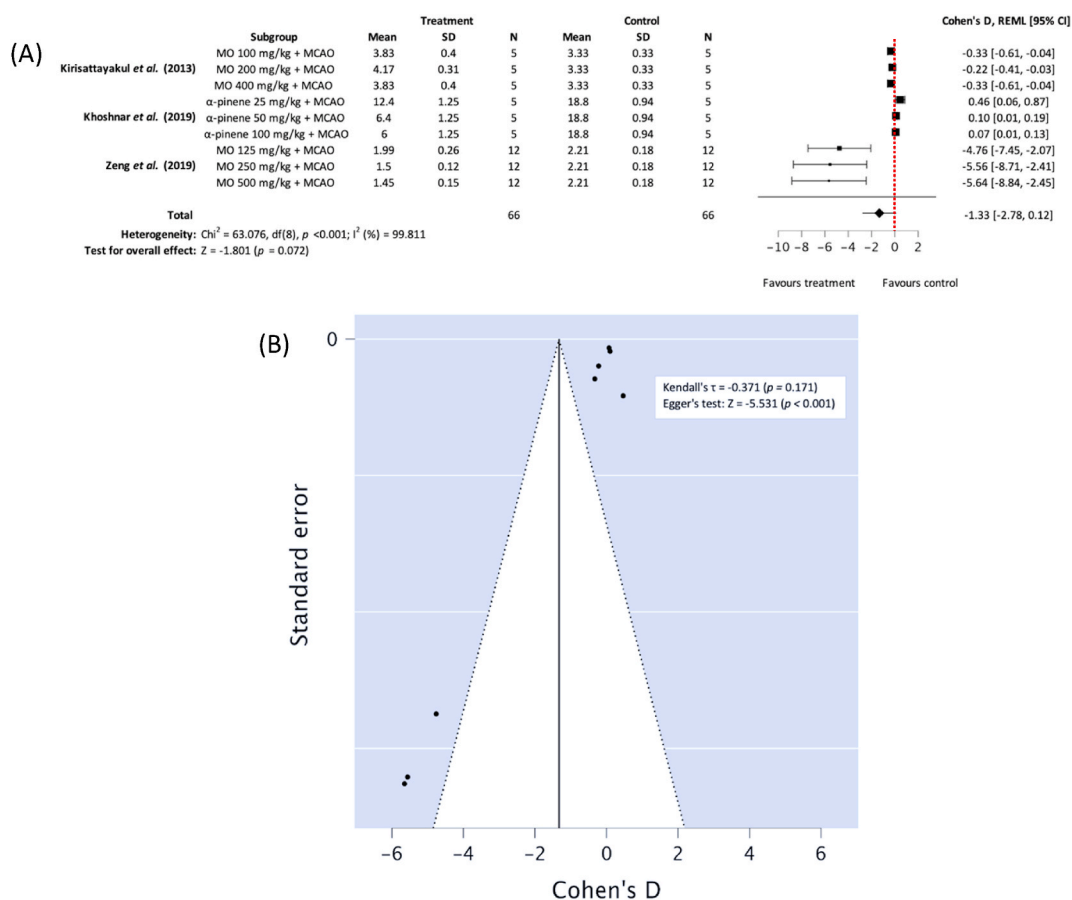 (A)
Treatment Control Cohen's D, REML [95% CI]
Subgroup Mean SD N Mean SD N
Kirisattayakul et al. (2013)
MO 100 mg/kg + MCAO 3.83 0.4 5 3.33 0.33 5 -0.33 [-0.61, -0.04]
MO 200 mg/kg + MCAO 4.17 0.31 5 3.33 0.33 5 -0.22 [-0.41, -0.03]
MO 400 mg/kg + MCAO 3.83 0.4 5 3.33 0.33 5 -0.33 [-0.61, -0.04]
Khoshnar et al. (2019)
α-pinene 25 mg/kg + MCAO 12.4 1.25 5 18.8 0.94 5 0.46 [0.06, 0.87]
α-pinene 50 mg/kg + MCAO 6.4 1.25 5 18.8 0.94 5 0.10 [0.01, 0.19]
α-pinene 100 mg/kg + MCAO 6 1.25 5 18.8 0.94 5 0.07 [0.01, 0.13]
Zeng et al. (2019)
MO 125 mg/kg + MCAO 1.99 0.26 12 2.21 0.18 12 -4.76 [-7.45, -2.07]
MO 250 mg/kg + MCAO 1.5 0.12 12 2.21 0.18 12 -5.56 [-8.71, -2.41]
MO 500 mg/kg + MCAO 1.45 0.15 12 2.21 0.18 12 -5.64 [-8.84, -2.45]
Total 66 66 -1.33 [-2.78, 0.12]
Heterogeneity: Chi² = 63.076, df(8), p <0.001; I² (%) = 99.811
Test for overall effect: Z = -1.801 (p = 0.072)
-10 -8 -6 -4 -2 0 2
Favours treatment Favours control
(B)
0
Kendall's τ = -0.371 (p = 0.171)
Egger's test: Z = -5.531 (p < 0.001)
Standard error
-6 -4 -2 0 2 4 6
Cohen's D